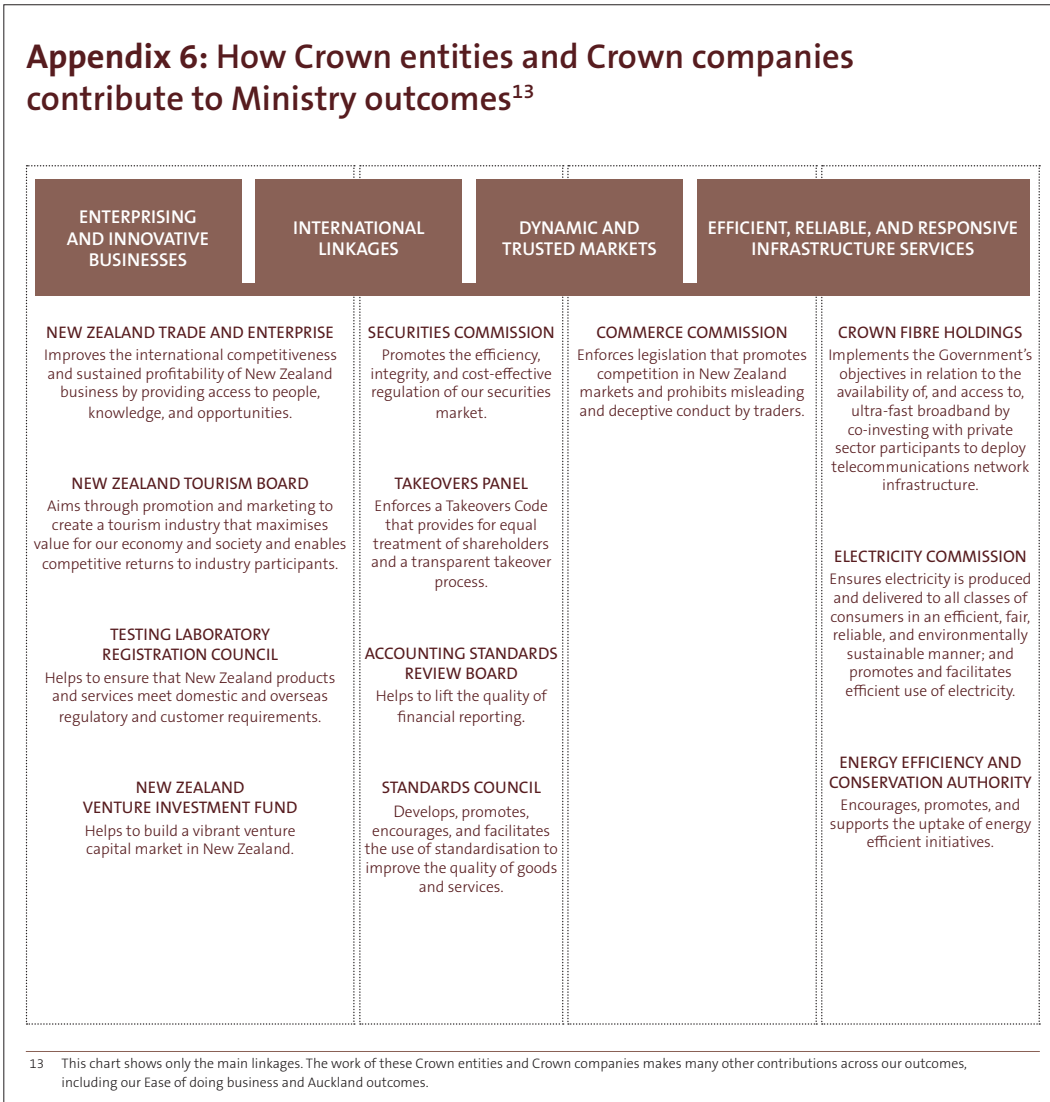 Appendix 6: How Crown entities and Crown companies
contribute to Ministry outcomes13
ENTERPRISING
AND INNOVATIVE
BUSINESSES
INTERNATIONAL
LINKAGES
DYNAMIC AND
TRUSTED MARKETS
EFFICIENT, RELIABLE, AND RESPONSIVE
INFRASTRUCTURE SERVICES
NEW ZEALAND TRADE AND ENTERPRISE
Improves the international competitiveness
and sustained profitability of New Zealand
business by providing access to people,
knowledge, and opportunities.
NEW ZEALAND TOURISM BOARD
Aims through promotion and marketing to
create a tourism industry that maximises
value for our economy and society and enables
competitive returns to industry participants.
TESTING LABORATORY
REGISTRATION COUNCIL
Helps to ensure that New Zealand products
and services meet domestic and overseas
regulatory and customer requirements.
NEW ZEALAND
VENTURE INVESTMENT FUND
Helps to build a vibrant venture
capital market in New Zealand.
SECURITIES COMMISSION
Promotes the efficiency,
integrity, and cost-effective
regulation of our securities
market.
TAKEOVERS PANEL
Enforces a Takeovers Code
that provides for equal
treatment of shareholders
and a transparent takeover
process.
ACCOUNTING STANDARDS
REVIEW BOARD
Helps to lift the quality of
financial reporting.
STANDARDS COUNCIL
Develops, promotes,
encourages, and facilitates
the use of standardisation to
improve the quality of goods
and services.
COMMERCE COMMISSION
Enforces legislation that promotes
competition in New Zealand
markets and prohibits misleading
and deceptive conduct by traders.
CROWN FIBRE HOLDINGS
Implements the Government's
objectives in relation to the
availability of, and access to,
ultra-fast broadband by
co-investing with private
sector participants to deploy
telecommunications network
infrastructure.
ELECTRICITY COMMISSION
Ensures electricity is produced
and delivered to all classes of
consumers in an efficient, fair,
reliable, and environmentally
sustainable manner; and
promotes and facilitates
efficient use of electricity.
ENERGY EFFICIENCY AND
CONSERVATION AUTHORITY
Encourages, promotes, and
supports the uptake of energy
efficient initiatives.
13 This chart shows only the main linkages. The work of these Crown entities and Crown companies makes many other contributions across our outcomes,
including our Ease of doing business and Auckland outcomes.